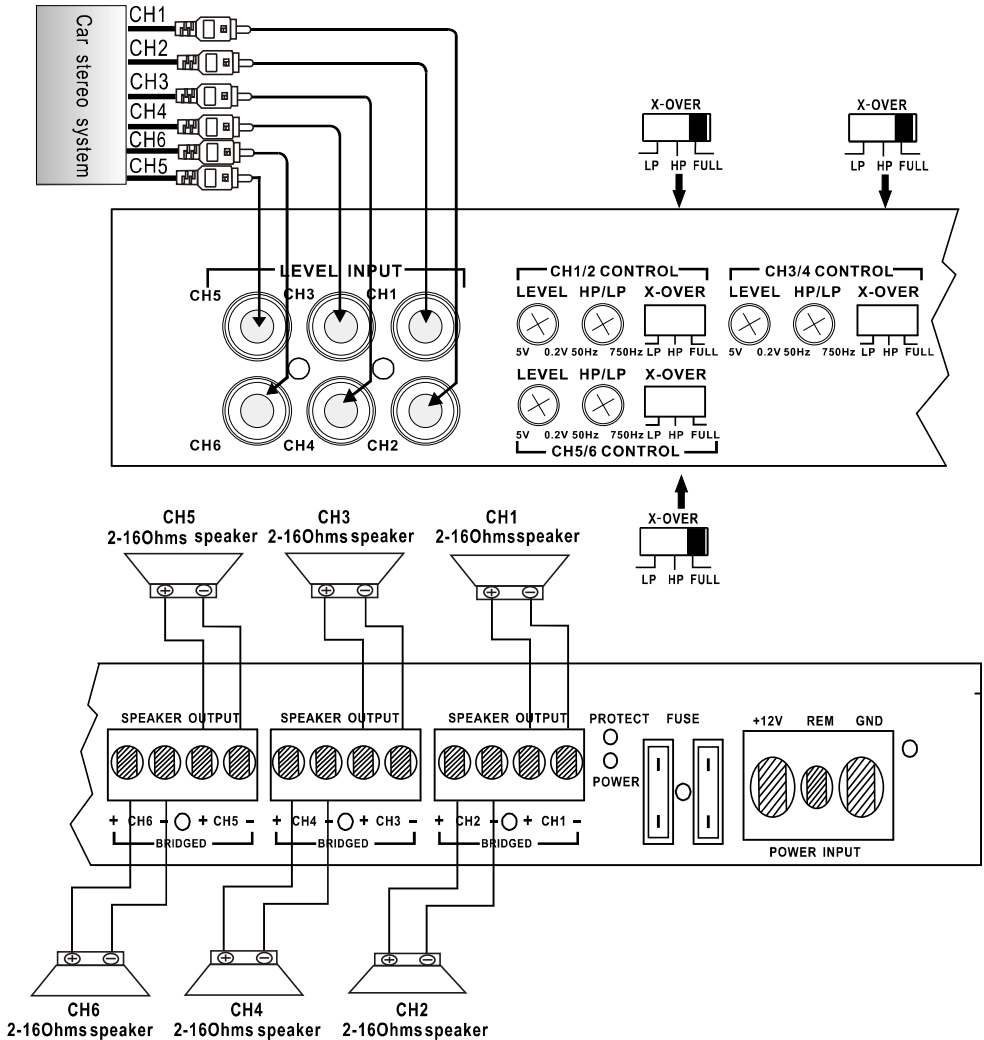 Car stereo system
CH1
CH2
CH3
CH4
CH6
CH5
X-OVER
LP HP FULL
X-OVER
LP HP FULL
LEVEL INPUT
CH5 CH3 CH1
CH6 CH4 CH2
CH1/2 CONTROL
LEVEL HP/LP X-OVER
5V 0.2V 50Hz 750Hz LP HP FULL
CH3/4 CONTROL
LEVEL HP/LP X-OVER
5V 0.2V 50Hz 750Hz LP HP FULL
LEVEL HP/LP X-OVER
5V 0.2V 50Hz 750Hz LP HP FULL
CH5/6 CONTROL
X-OVER
LP HP FULL
CH5
2-16Ohms speaker
CH3
2-16Ohms speaker
CH1
2-16Ohms speaker
+ −
+ −
+ −
SPEAKER OUTPUT
SPEAKER OUTPUT
SPEAKER OUTPUT
PROTECT
POWER
FUSE
+12V REM GND
POWER INPUT
+ CH6 - + CH5 -
BRIDGED
+ CH4 - + CH3 -
BRIDGED
+ CH2 - + CH1 -
BRIDGED
+ −
+ −
+ −
CH6
2-16Ohms speaker
CH4
2-16Ohms speaker
CH2
2-16Ohms speaker